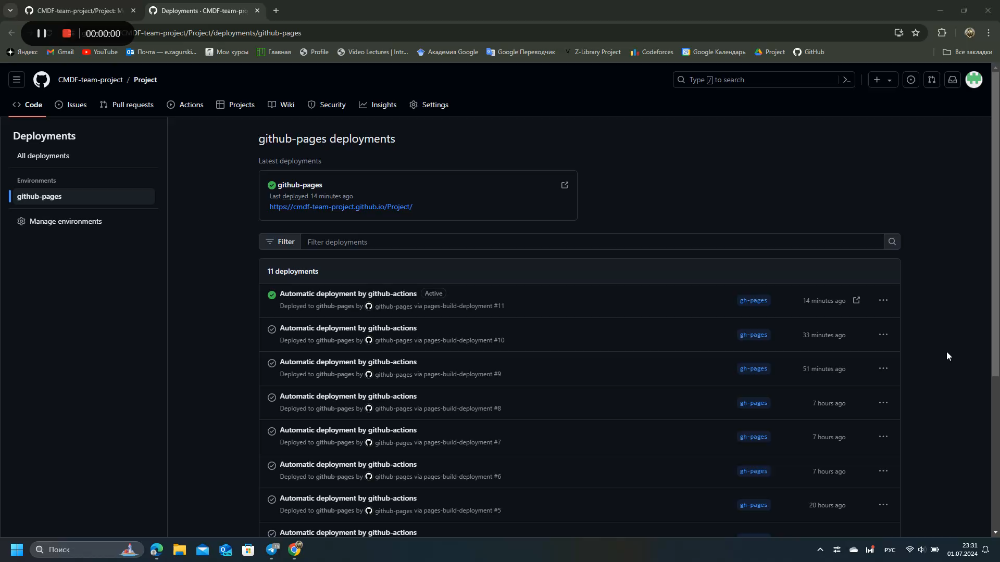 CMDF-team-project/Project: M
Deployments · CMDF-team-pro
00:00:00
CMDF-team-project/Project/deployments/github-pages
Яндекс
Gmail
YouTube
Почта — e.zagurski...
Мои курсы
Главная
Profile
Video Lectures | Intr...
Академия Google
Google Переводчик
Z-Library Project
Codeforces
Google Календарь
Project
GitHub
Все закладки
CMDF-team-project / Project
Type / to search
Code
Issues
Pull requests
Actions
Projects
Wiki
Security
Insights
Settings
Deployments
All deployments
Environments
github-pages
Manage environments
github-pages deployments
Latest deployments
github-pages
Last deployed 14 minutes ago
https://cmdf-team-project.github.io/Project/
Filter
Filter deployments
11 deployments
Automatic deployment by github-actions Active
Deployed to github-pages by github-pages via pages-build-deployment #11
gh-pages
14 minutes ago
Automatic deployment by github-actions
Deployed to github-pages by github-pages via pages-build-deployment #10
gh-pages
33 minutes ago
Automatic deployment by github-actions
Deployed to github-pages by github-pages via pages-build-deployment #9
gh-pages
51 minutes ago
Automatic deployment by github-actions
Deployed to github-pages by github-pages via pages-build-deployment #8
gh-pages
7 hours ago
Automatic deployment by github-actions
Deployed to github-pages by github-pages via pages-build-deployment #7
gh-pages
7 hours ago
Automatic deployment by github-actions
Deployed to github-pages by github-pages via pages-build-deployment #6
gh-pages
7 hours ago
Automatic deployment by github-actions
Deployed to github-pages by github-pages via pages-build-deployment #5
gh-pages
20 hours ago
Automatic deployment by github-actions
Поиск
19
РУС
23:31
01.07.2024